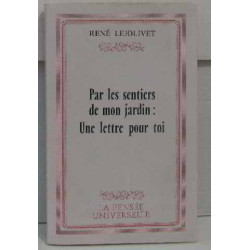 RENÉ LEJOLIVET
Par les sentiers
de mon jardin :
Une lettre pour toi
LA PENSÉE
UNIVERSELLE